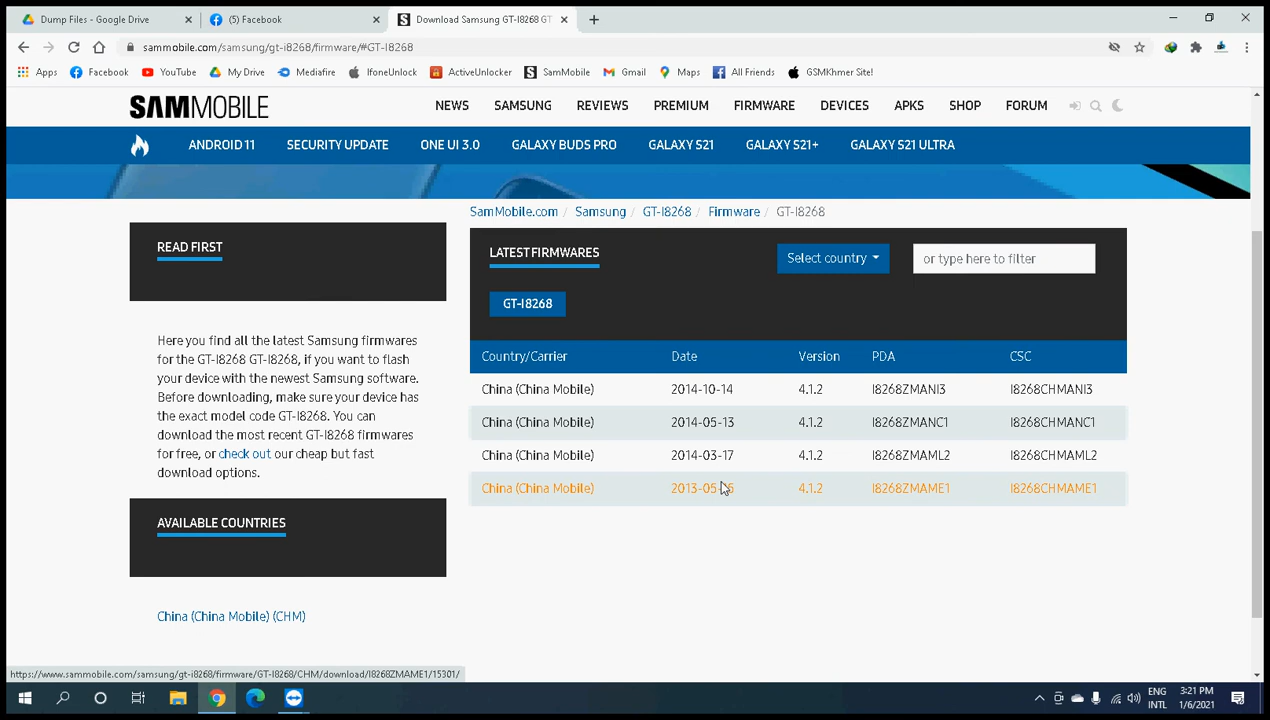 Dump Files - Google Drive
(5) Facebook
Download Samsung GT-I8268 GT
sammobile.com/samsung/gt-i8268/firmware/#GT-I8268
Apps Facebook YouTube My Drive Mediafire IfoneUnlock ActiveUnlocker SamMobile Gmail Maps All Friends GSMKhmer Site!
SAMMOBILE
NEWS SAMSUNG REVIEWS PREMIUM FIRMWARE DEVICES APKS SHOP FORUM
ANDROID 11 SECURITY UPDATE ONE UI 3.0 GALAXY BUDS PRO GALAXY S21 GALAXY S21+ GALAXY S21 ULTRA
SamMobile.com / Samsung / GT-I8268 / Firmware / GT-I8268
READ FIRST
Here you find all the latest Samsung firmwares
for the GT-I8268 GT-I8268, if you want to flash
your device with the newest Samsung software.
Before downloading, make sure your device has
the exact model code GT-I8268. You can
download the most recent GT-I8268 firmwares
for free, or check out our cheap but fast
download options.
AVAILABLE COUNTRIES
China (China Mobile) (CHM)
LATEST FIRMWARES
Select country
or type here to filter
GT-I8268
Country/Carrier Date Version PDA CSC
China (China Mobile) 2014-10-14 4.1.2 I8268ZMANI3 I8268CHMANI3
China (China Mobile) 2014-05-13 4.1.2 I8268ZMANC1 I8268CHMANC1
China (China Mobile) 2014-03-17 4.1.2 I8268ZMAML2 I8268CHMAML2
China (China Mobile) 4.1.2 I8268ZMAME1 I8268CHMAME1
https://www.sammobile.com/samsung/gt-i8268/firmware/GT-I8268/CHM/download/I8268ZMAME1/15301/
ENG
INTL
3:21 PM
1/6/2021